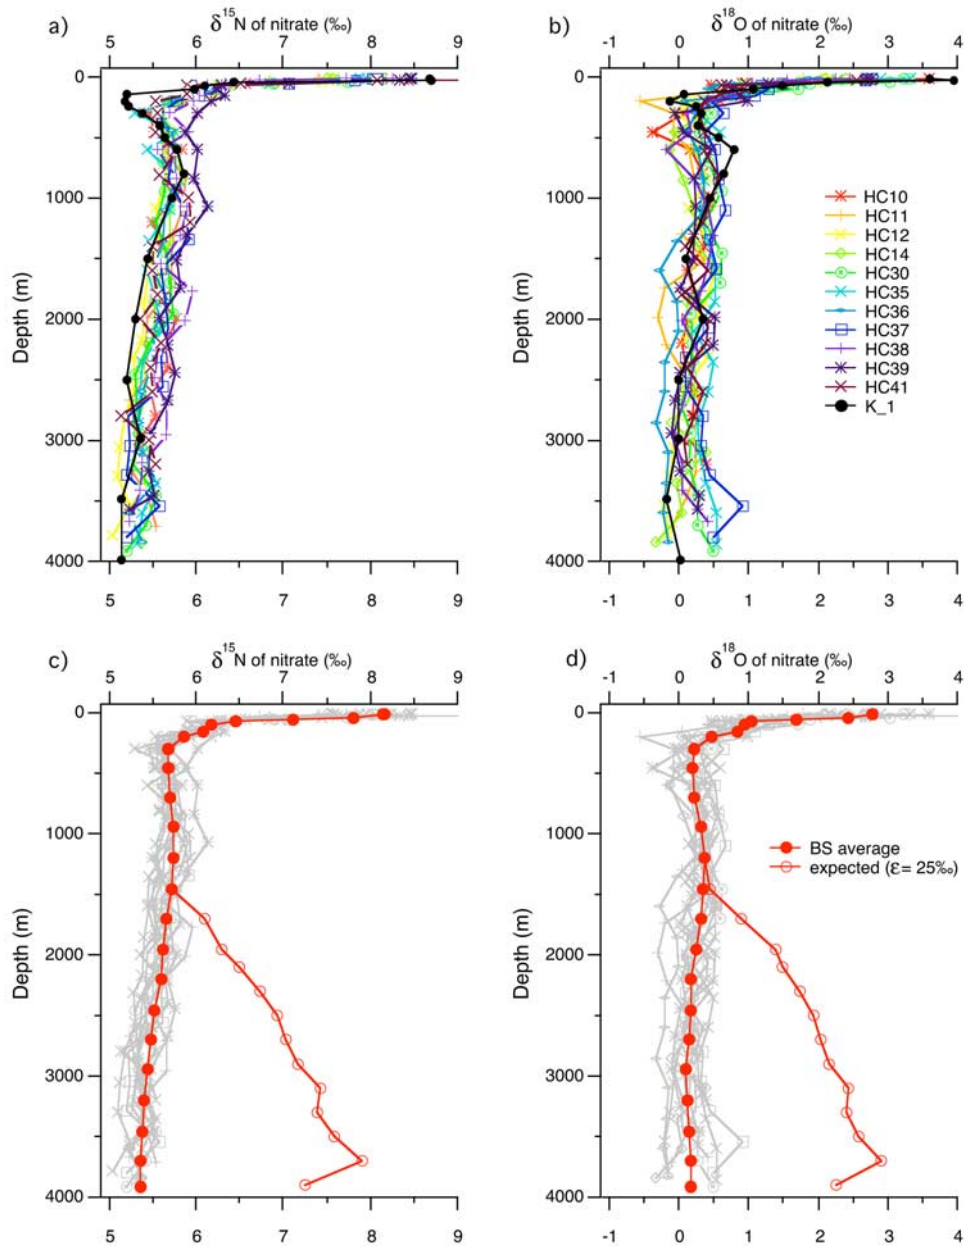 a)
δ15N of nitrate (‰)
5 6 7 8 9
0
1000
2000
3000
4000
Depth (m)
5 6 7 8 9
b)
δ18O of nitrate (‰)
-1 0 1 2 3 4
0
1000
2000
3000
4000
Depth (m)
HC10
HC11
HC12
HC14
HC30
HC35
HC36
HC37
HC38
HC39
HC41
K_1
-1 0 1 2 3 4
c)
δ15N of nitrate (‰)
5 6 7 8 9
0
1000
2000
3000
4000
Depth (m)
5 6 7 8 9
d)
δ18O of nitrate (‰)
-1 0 1 2 3 4
0
1000
2000
3000
4000
Depth (m)
BS average
expected (ε= 25‰)
-1 0 1 2 3 4